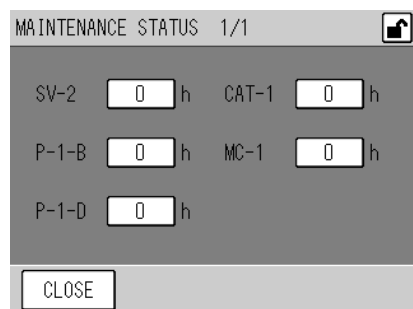 MAINTENANCE STATUS 1/1
SV-2 0 h CAT-1 0 h
P-1-B 0 h MC-1 0 h
P-1-D 0 h
CLOSE